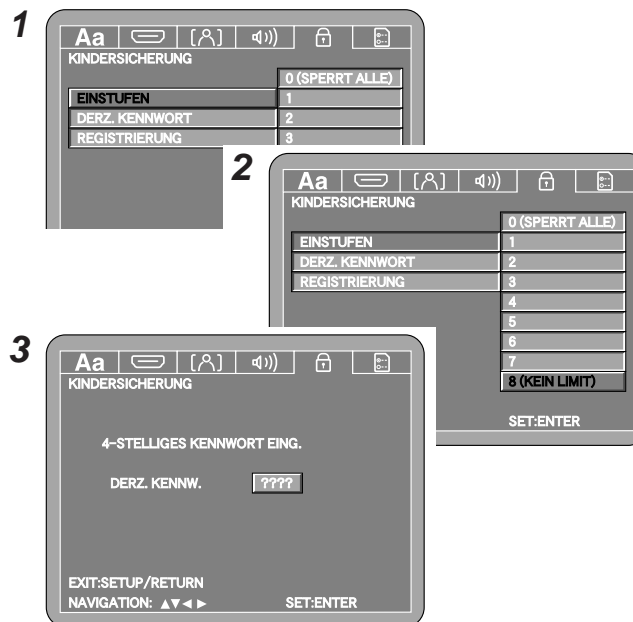 1
Aa
KINDERSICHERUNG
0 (SPERRT ALLE)
EINSTUFEN 1
DERZ. KENNWORT 2
REGISTRIERUNG 3
2
Aa
KINDERSICHERUNG
0 (SPERRT ALLE)
EINSTUFEN 1
DERZ. KENNWORT 2
REGISTRIERUNG 3
4
5
6
7
8 (KEIN LIMIT)
SET:ENTER
3
Aa
KINDERSICHERUNG
4-STELLIGES KENNWORT EING.
DERZ. KENNW. ????
EXIT:SETUP/RETURN
NAVIGATION: ▲▼◄► SET:ENTER